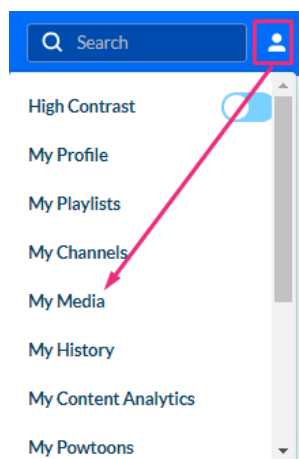 Search
High Contrast
My Profile
My Playlists
My Channels
My Media
My History
My Content Analytics
My Powtoons